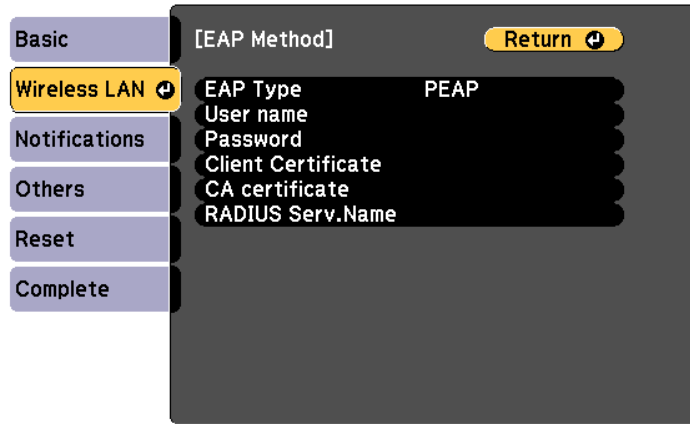 Basic
Wireless LAN
Notifications
Others
Reset
Complete
[EAP Method]
Return
EAP Type PEAP
User name
Password
Client Certificate
CA certificate
RADIUS Serv.Name